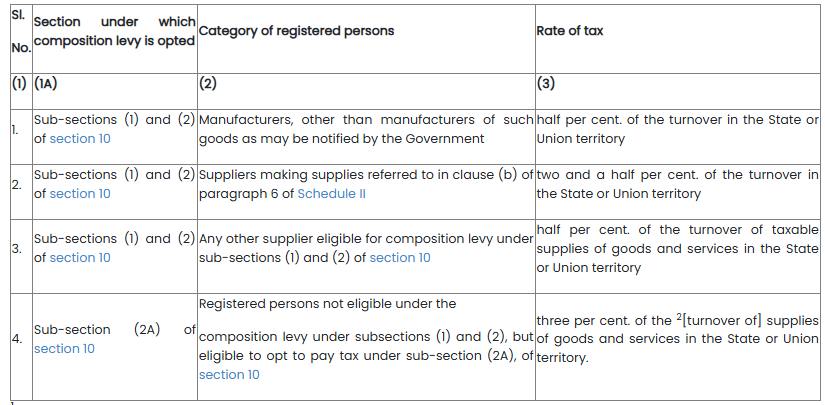 Sl. No.
Section under which composition levy is opted
Category of registered persons
Rate of tax
(1)
(1A)
(2)
(3)
1.
Sub-sections (1) and (2)
of section 10
Manufacturers, other than manufacturers of such
goods as may be notified by the Government
half per cent. of the turnover in the State or
Union territory
2.
Sub-sections (1) and (2)
of section 10
Suppliers making supplies referred to in clause (b) of
paragraph 6 of Schedule II
two and a half per cent. of the turnover in
the State or Union territory
3.
Sub-sections (1) and (2)
of section 10
Any other supplier eligible for composition levy under
sub-sections (1) and (2) of section 10
half per cent. of the turnover of taxable
supplies of goods and services in the State
or Union territory
4.
Sub-section (2A) of
section 10
Registered persons not eligible under the
composition levy under subsections (1) and (2), but
eligible to opt to pay tax under sub-section (2A), of
section 10
three per cent. of the 2[turnover of] supplies
of goods and services in the State or Union
territory.